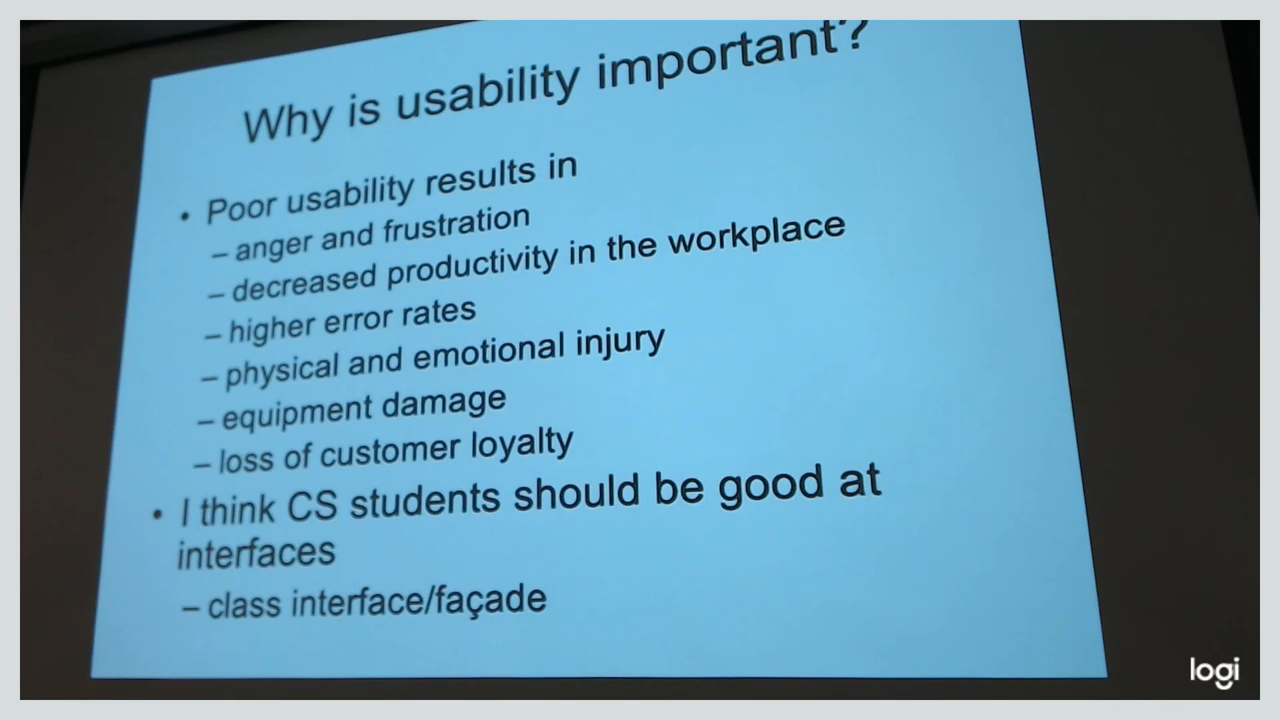 Why is usability important?
• Poor usability results in
– anger and frustration
– decreased productivity in the workplace
– higher error rates
– physical and emotional injury
– equipment damage
– loss of customer loyalty
• I think CS students should be good at
interfaces
– class interface/façade
logi